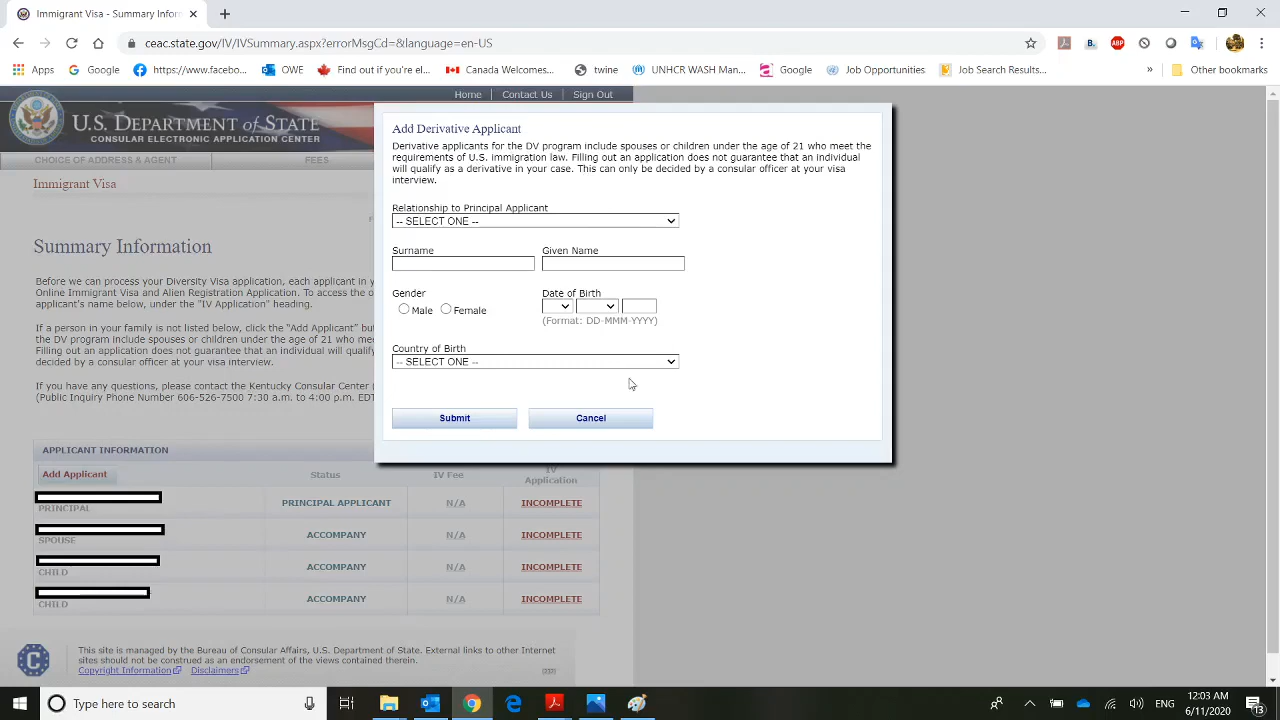 Immigrant Visa - Summary Inforn
ceac.state.gov/IV/IVSummary.aspx?errorMsgCd=&language=en-US
Apps Google https://www.facebo... OWE Find out if you're el... Canada Welcomes... twine UNHCR WASH Man... Google Job Opportunities Job Search Results... » Other bookmarks
Home Contact Us Sign Out
U.S. DEPARTMENT of STATE
CONSULAR ELECTRONIC APPLICATION CENTER
CHOICE OF ADDRESS & AGENT FEES
Immigrant Visa
Summary Information
Before we can process your Diversity Visa application, each applicant in y
Online Immigrant Visa and Alien Registration Application. To access the o
applicant's name below, under the "IV Application" heading.
If a person in your family is not listed below, click the "Add Applicant" but
the DV program include spouses or children under the age of 21 who meet
Filling out an application does not guarantee that an individual will qualify
decided by a consular officer at your visa interview.
If you have any questions, please contact the Kentucky Consular Center (
(Public Inquiry Phone Number 606-526-7500 7:30 a.m. to 4:00 p.m. EDT
Add Derivative Applicant
Derivative applicants for the DV program include spouses or children under the age of 21 who meet the
requirements of U.S. immigration law. Filling out an application does not guarantee that an individual
will qualify as a derivative in your case. This can only be decided by a consular officer at your visa
interview.
Relationship to Principal Applicant
-- SELECT ONE --
Surname Given Name
Gender Date of Birth
Male Female
(Format: DD-MMM-YYYY)
Country of Birth
-- SELECT ONE --
Submit Cancel
APPLICANT INFORMATION
Add Applicant Status IV Fee IV Application
PRINCIPAL PRINCIPAL APPLICANT N/A INCOMPLETE
SPOUSE ACCOMPANY N/A INCOMPLETE
CHILD ACCOMPANY N/A INCOMPLETE
CHILD ACCOMPANY N/A INCOMPLETE
This site is managed by the Bureau of Consular Affairs, U.S. Department of State. External links to other Internet
sites should not be construed as an endorsement of the views contained therein.
Copyright Information Disclaimers (232)
Type here to search
ENG
12:03 AM
6/11/2020
13